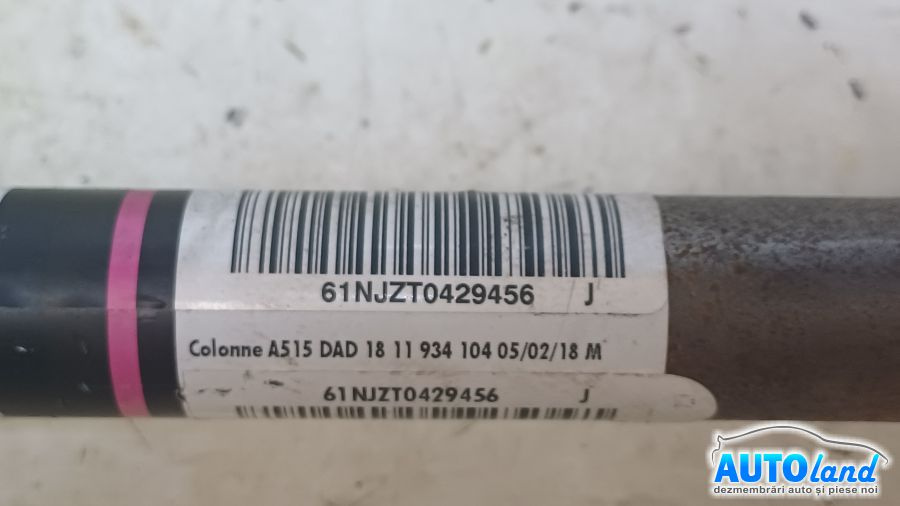 61NJZT0429456 J
Colonne A515 DAD 18 11 934 104 05/02/18 M
61NJZT0429456 J
AUTOland
dezmembrări auto și piese noi